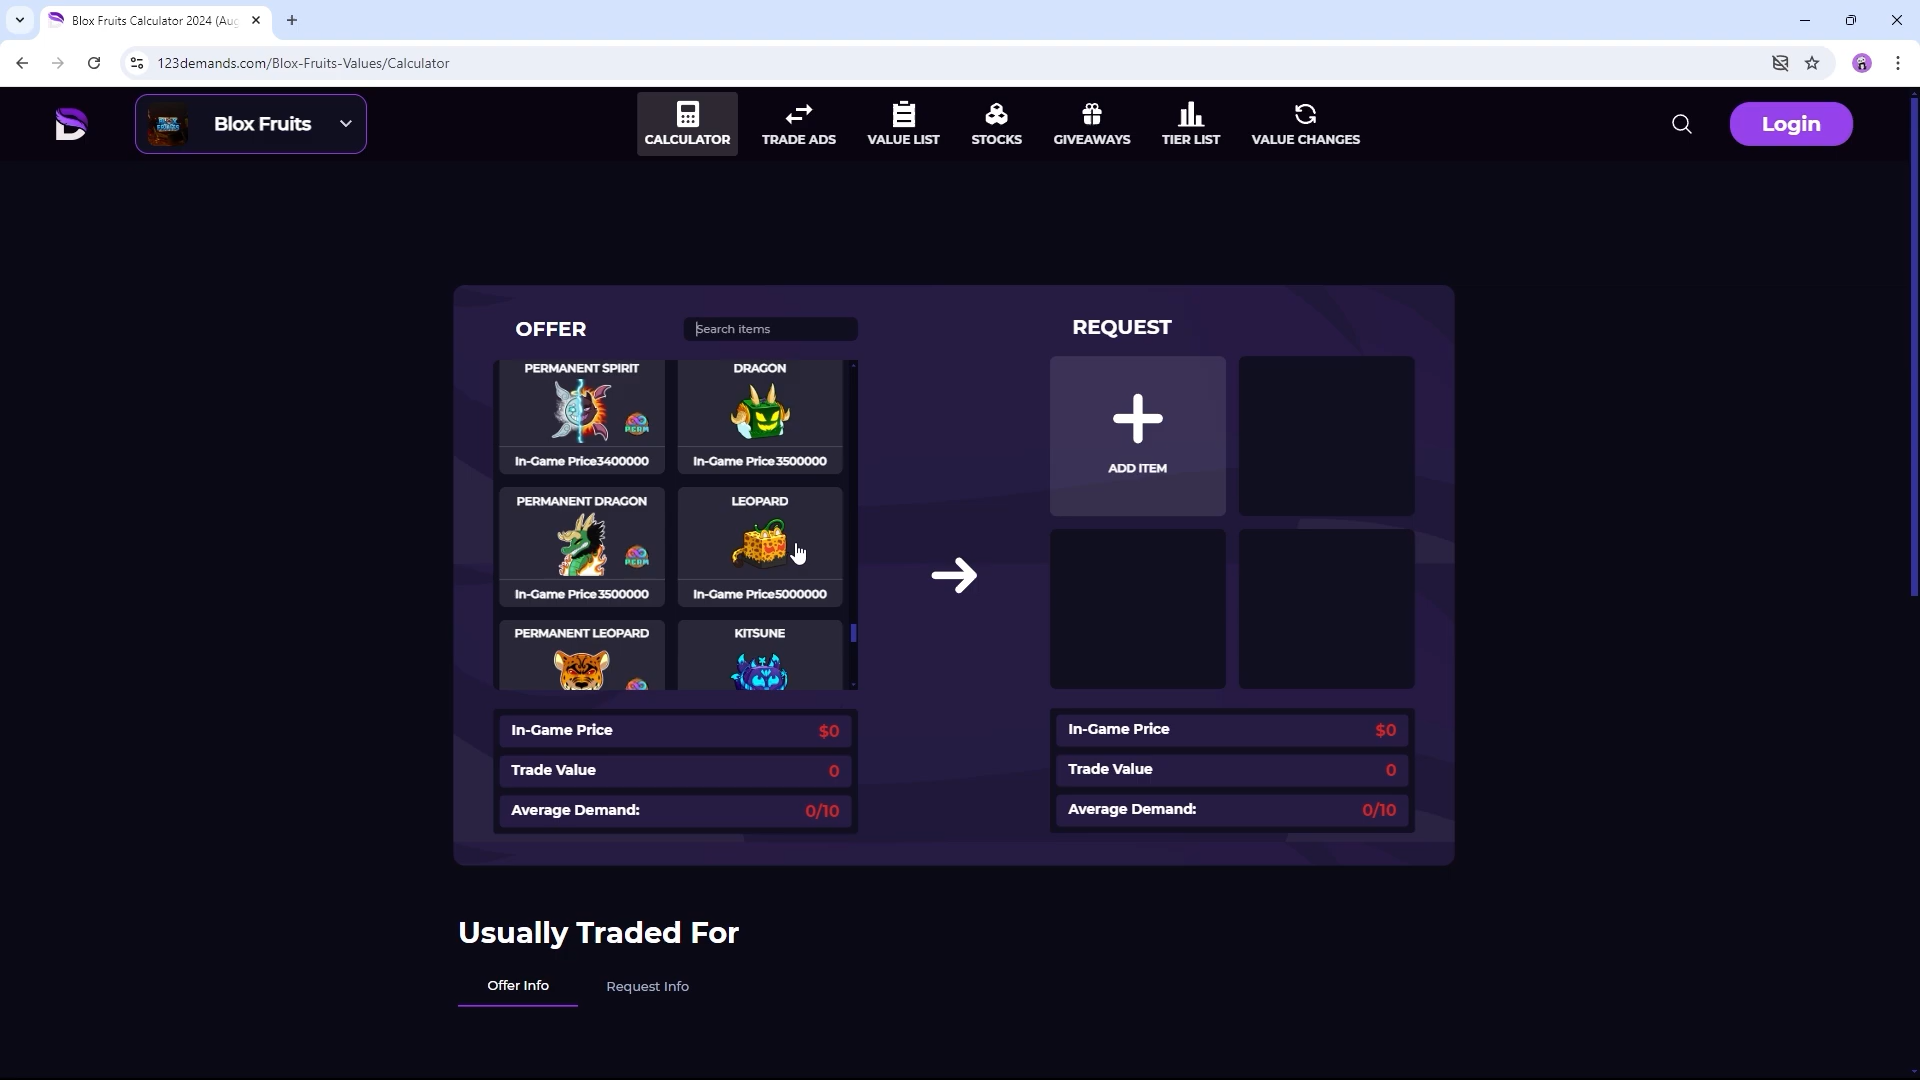 Blox Fruits Calculator 2024 (Aug
123demands.com/Blox-Fruits-Values/Calculator
Blox Fruits
CALCULATOR
TRADE ADS
VALUE LIST
STOCKS
GIVEAWAYS
TIER LIST
VALUE CHANGES
Login
OFFER
Search items
REQUEST
PERMANENT SPIRIT
DRAGON
PERM
In-Game Price3400000
In-Game Price3500000
ADD ITEM
PERMANENT DRAGON
LEOPARD
PERM
In-Game Price3500000
In-Game Price5000000
PERMANENT LEOPARD
KITSUNE
In-Game Price $0
Trade Value 0
Average Demand: 0/10
In-Game Price $0
Trade Value 0
Average Demand: 0/10
Usually Traded For
Offer Info
Request Info